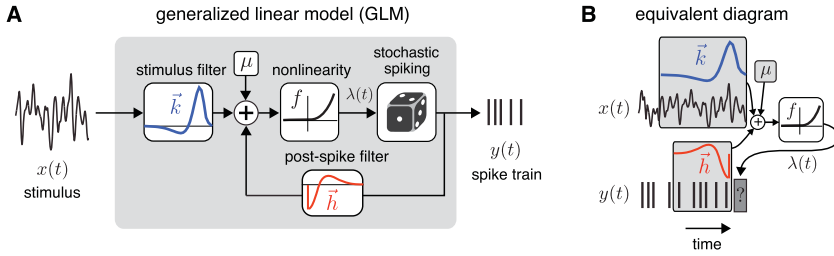 A
generalized linear model (GLM)
stimulus filter
μ
nonlinearity
stochastic
spiking
k⃗
+
f
λ(t)
x(t)
stimulus
post-spike filter
h⃗
y(t)
spike train
B
equivalent diagram
k⃗
μ
x(t)
+
f
h⃗
λ(t)
y(t)
?
time